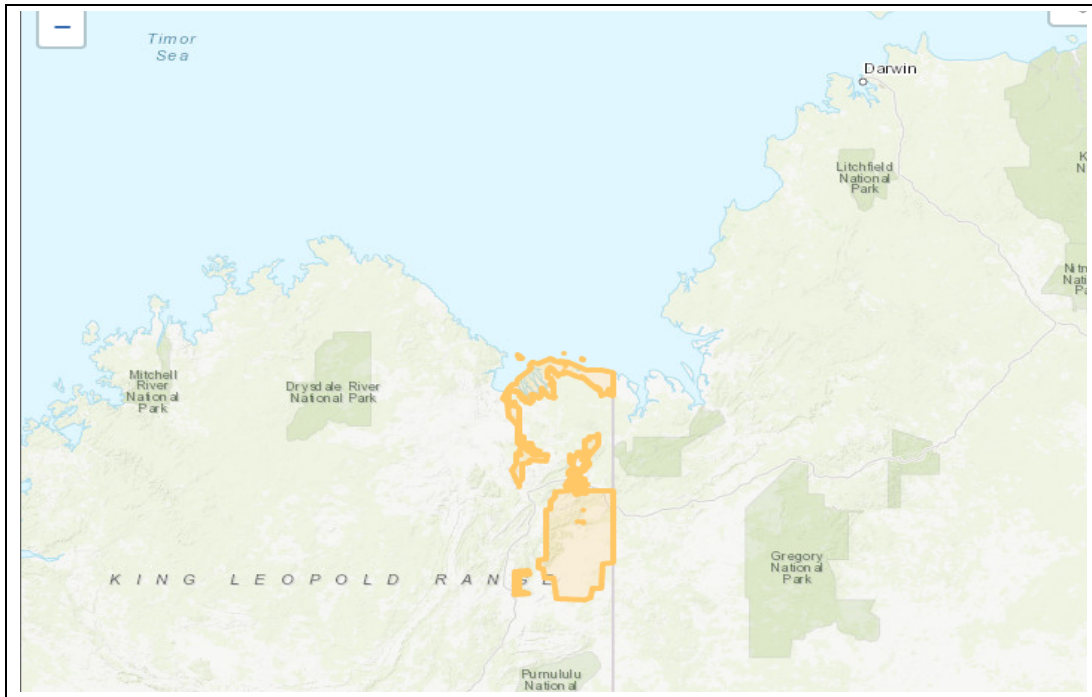 −
Timor
Sea
Darwin
Litchfield
National
Park
Mitchell
River
National
Park
Drysdale River
National Park
Gregory
National
Park
KING LEOPOLD RANGE
Purnululu
National